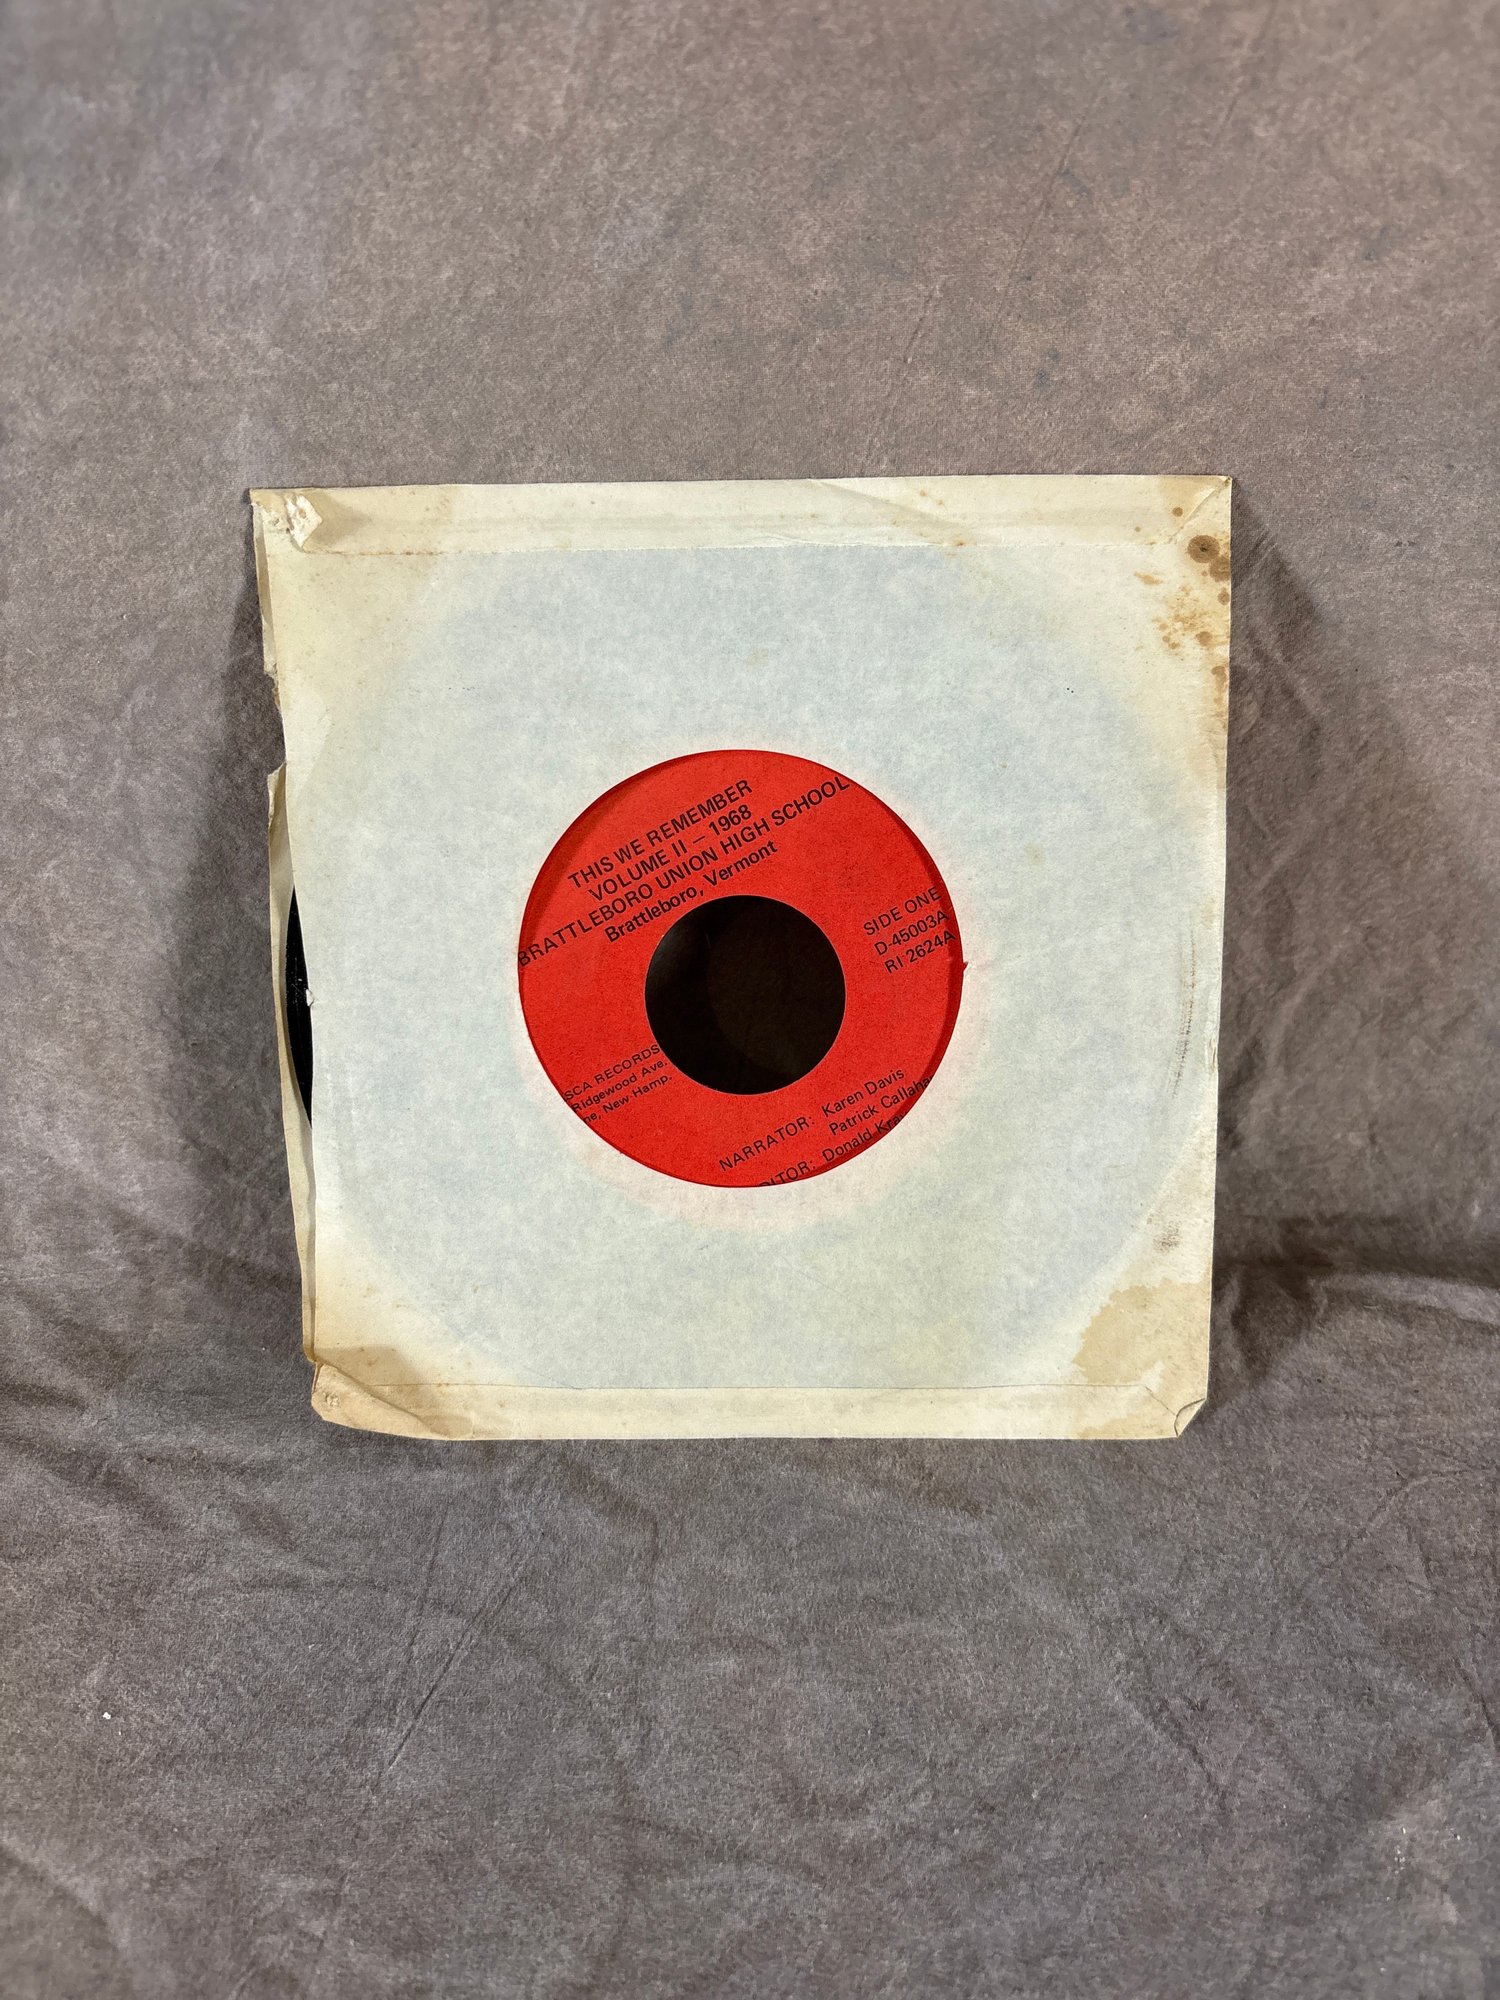 THIS WE REMEMBER
VOLUME II – 1968
BRATTLEBORO UNION HIGH SCHOOL
Brattleboro, Vermont
SIDE ONE
D-45003A
RI 2624A
SCA RECORDS
Ridgewood Ave.
New Hamp.
NARRATOR: Karen Davis
Patrick
Donald